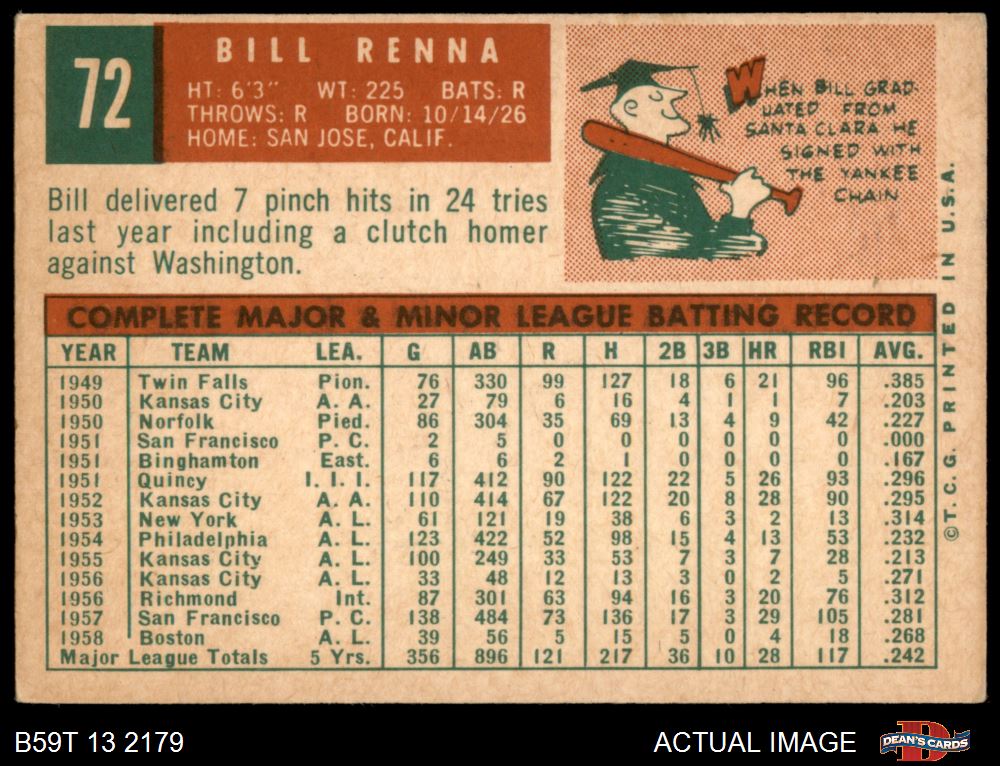 72
BILL RENNA
HT: 6'3" WT: 225 BATS: R
THROWS: R BORN: 10/14/26
HOME: SAN JOSE, CALIF.
WHEN BILL GRAD-
UATED FROM
SANTA CLARA HE
SIGNED WITH
THE YANKEE
CHAIN
Bill delivered 7 pinch hits in 24 tries
last year including a clutch homer
against Washington.
COMPLETE MAJOR & MINOR LEAGUE BATTING RECORD
YEAR TEAM LEA. G AB R H 2B 3B HR RBI AVG.
1949 Twin Falls Pion. 76 330 99 127 18 6 21 96 .385
1950 Kansas City A. A. 27 79 6 16 4 1 1 7 .203
1950 Norfolk Pied. 86 304 35 69 13 4 9 42 .227
1951 San Francisco P. C. 2 5 0 0 0 0 0 0 .000
1951 Binghamton East. 6 6 2 1 0 0 0 0 .167
1951 Quincy I. I. I. 117 412 90 122 22 5 26 93 .296
1952 Kansas City A. A. 110 414 67 122 20 8 28 90 .295
1953 New York A. L. 61 121 19 38 6 3 2 13 .314
1954 Philadelphia A. L. 123 422 52 98 15 4 13 53 .232
1955 Kansas City A. L. 100 249 33 53 7 3 7 28 .213
1956 Kansas City A. L. 33 48 12 13 3 0 2 5 .271
1956 Richmond Int. 87 301 63 94 16 3 20 76 .312
1957 San Francisco P. C. 138 484 73 136 17 3 29 105 .281
1958 Boston A. L. 39 56 5 15 5 0 4 18 .268
Major League Totals 5 Yrs. 356 896 121 217 36 10 28 117 .242
©T.C.G. PRINTED IN U.S.A.
B59T 13 2179
ACTUAL IMAGE
D
DEAN'S CARDS